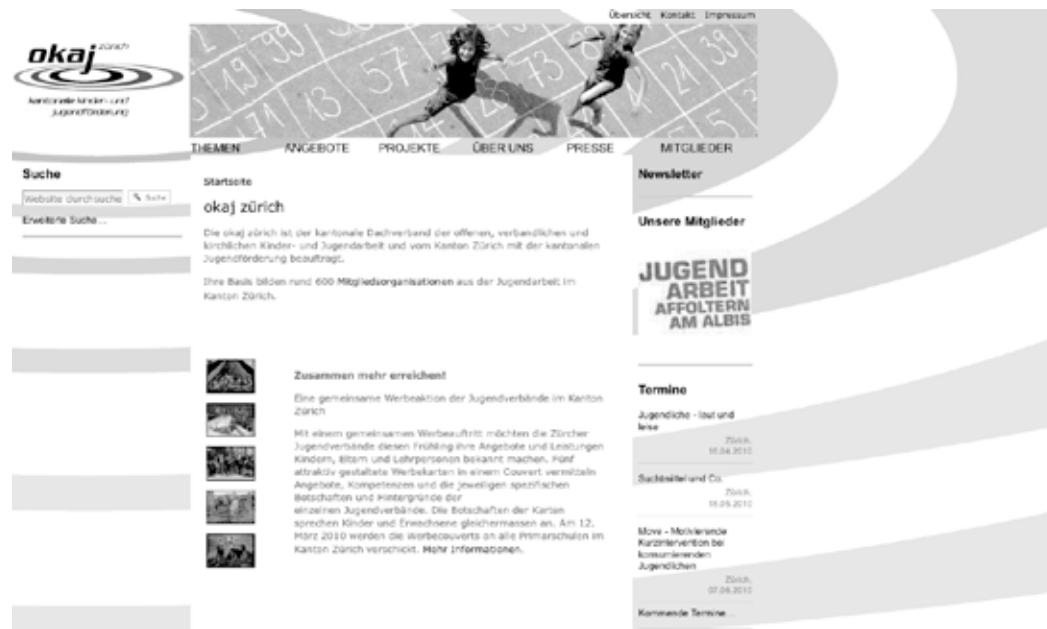 Übersicht Kontakt Impressum
okaj zürich
kantonale kinder- und
jugendförderung
THEMEN ANGEBOTE PROJEKTE ÜBER UNS PRESSE MITGLIEDER
Suche
Website durchsuche Suche
Erweiterte Suche...
Startseite
okaj zürich
Die okaj zürich ist der kantonale Dachverband der offenen, verbandlichen und
kirchlichen Kinder- und Jugendarbeit und vom Kanton Zürich mit der kantonalen
Jugendförderung beauftragt.
Ihre Basis bilden rund 600 Mitgliedsorganisationen aus der Jugendarbeit im
Kanton Zürich.
Zusammen mehr erreichen!
Eine gemeinsame Werbeaktion der Jugendverbände im Kanton
Zürich
Mit einem gemeinsamen Werbeauftritt möchten die Zürcher
Jugendverbände diesen Frühling ihre Angebote und Leistungen
Kindern, Eltern und Lehrpersonen bekannt machen. Fünf
attraktiv gestaltete Werbekarten in einem Couvert vermitteln
Angebote, Kompetenzen und die jeweiligen spezifischen
Botschaften und Hintergründe der
einzelnen Jugendverbände. Die Botschaften der Karten
sprechen Kinder und Erwachsene gleichermassen an. Am 12.
März 2010 werden die Werbecouverts an alle Primarschulen im
Kanton Zürich verschickt. Mehr Informationen.
Newsletter
Unsere Mitglieder
JUGEND
ARBEIT
AFFOLTERN
AM ALBIS
Termine
Jugendliche - laut und
leise
Zürich,
Suchtmittel und Co.
Zürich,
Move - Motivierende
Kurzintervention bei
konsumierenden
Jugendlichen
Zürich,
Kommende Termine...